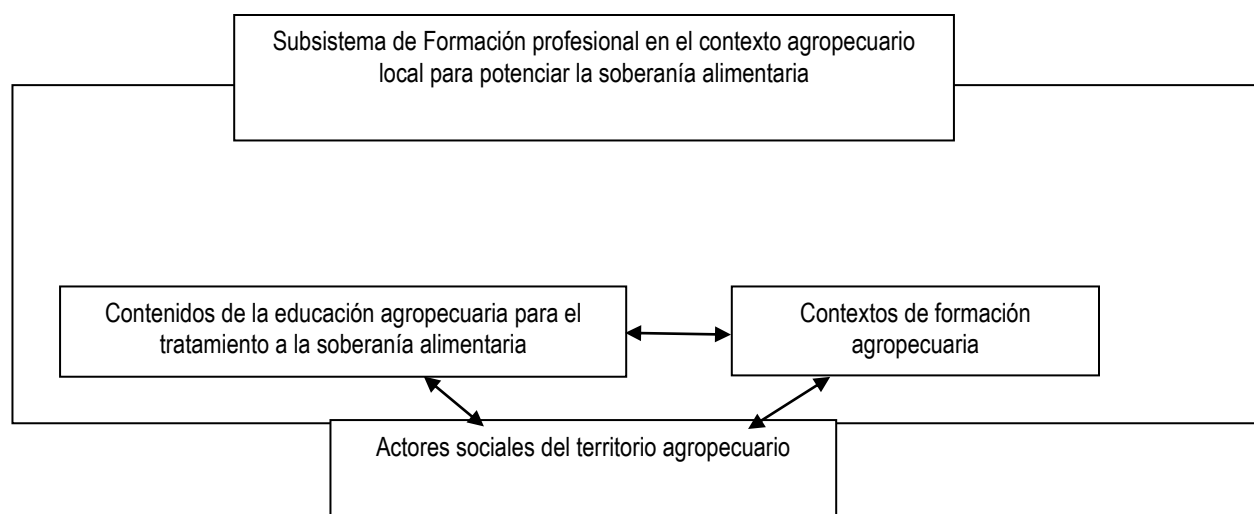 Subsistema de Formación profesional en el contexto agropecuario
local para potenciar la soberanía alimentaria
Contenidos de la educación agropecuaria para el
tratamiento a la soberanía alimentaria
Contextos de formación
agropecuaria
Actores sociales del territorio agropecuario